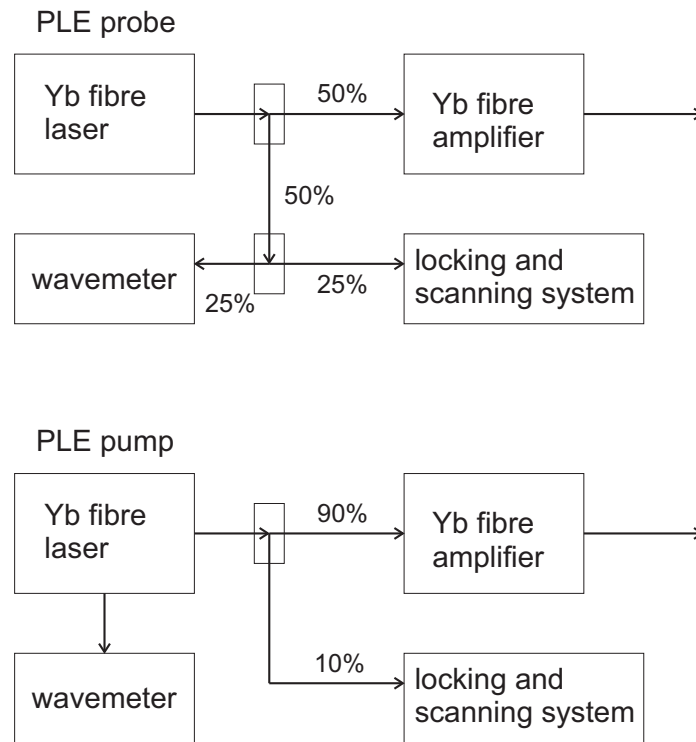 PLE probe
Yb fibre
laser
50%
Yb fibre
amplifier
50%
wavemeter
25%
25%
locking and
scanning system
PLE pump
Yb fibre
laser
90%
Yb fibre
amplifier
wavemeter
10%
locking and
scanning system